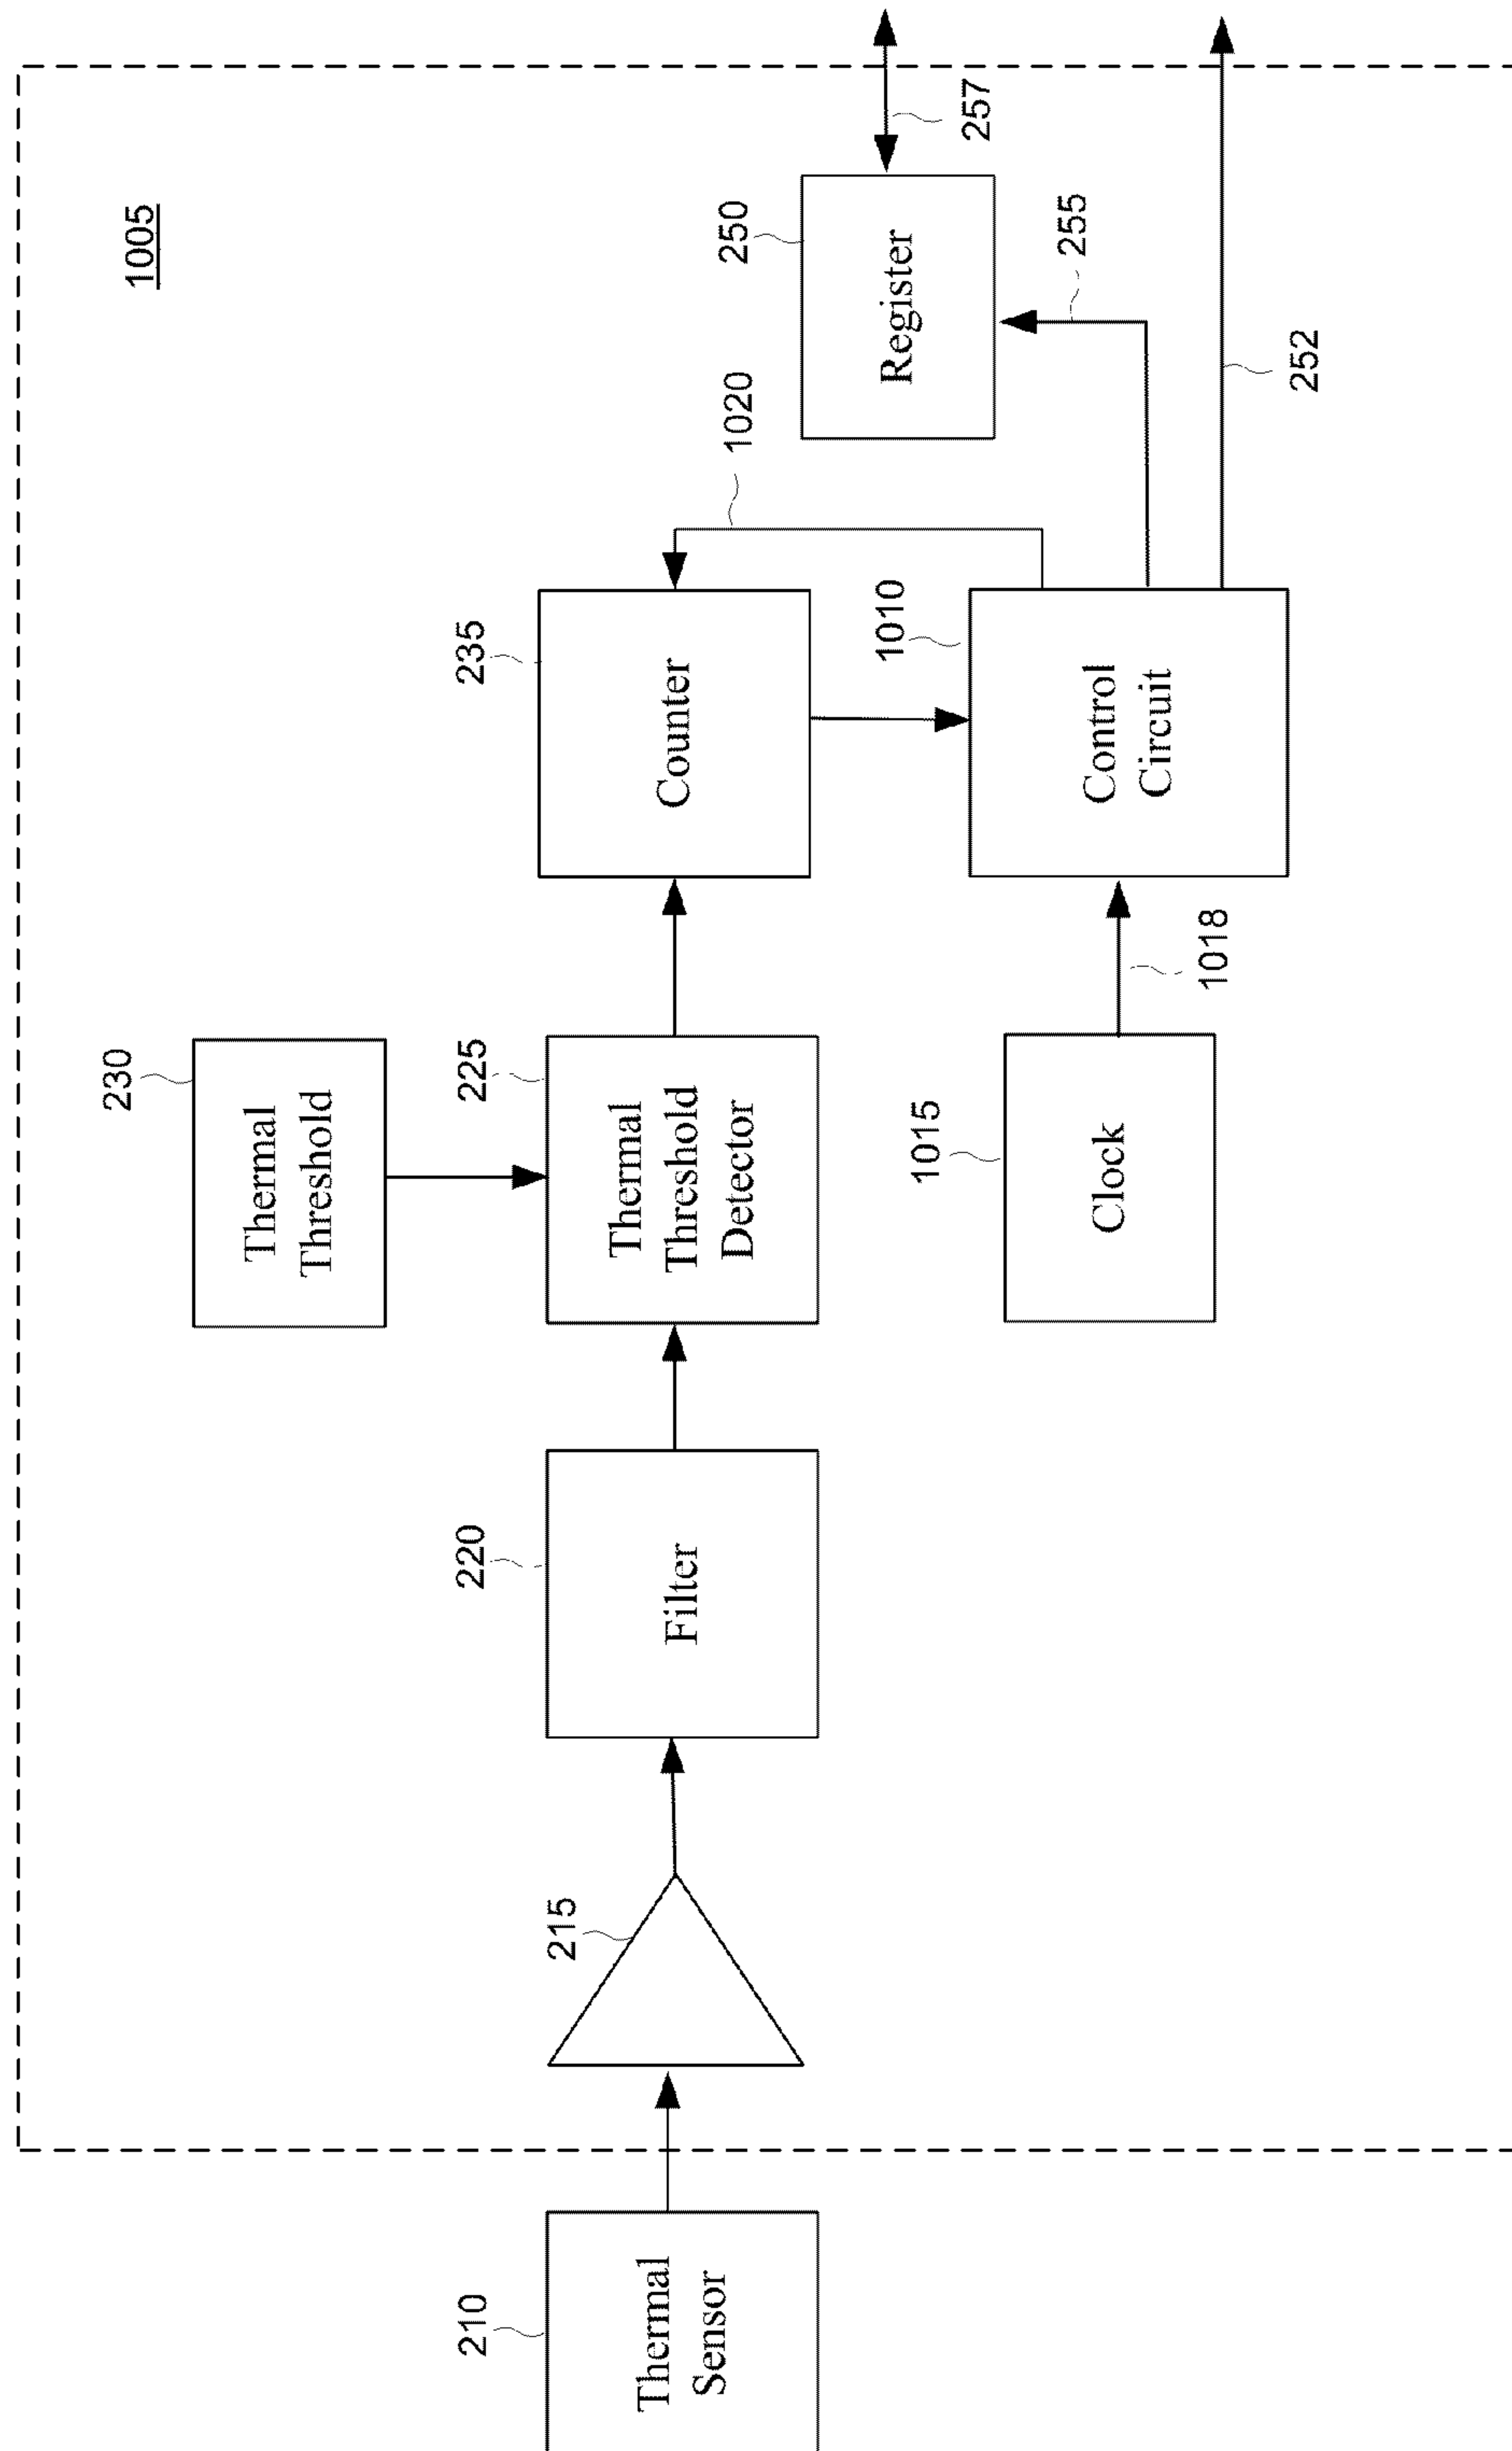 1005
230
Thermal
Threshold
210
Thermal
Sensor
215
220
Filter
225
Thermal
Threshold
Detector
235
Counter
1020
250
Register
257
255
1015
Clock
1018
1010
Control
Circuit
252